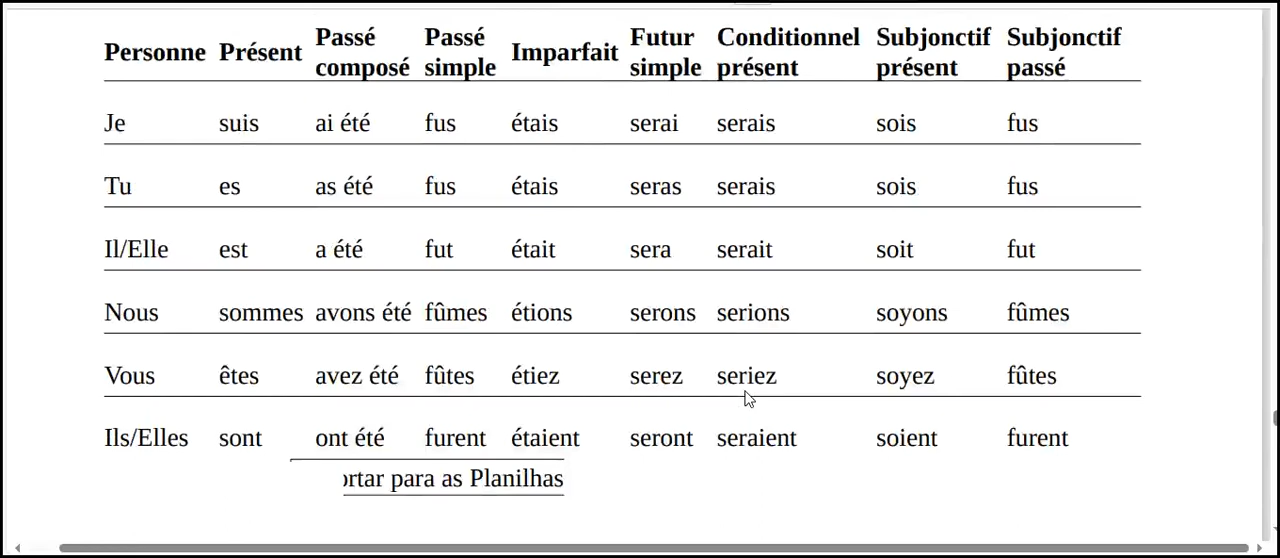 Personne Présent Passé composé Passé simple Imparfait Futur simple Conditionnel présent Subjonctif présent Subjonctif passé
Je suis ai été fus étais serai serais sois fus
Tu es as été fus étais seras serais sois fus
Il/Elle est a été fut était sera serait soit fut
Nous sommes avons été fûmes étions serons serions soyons fûmes
Vous êtes avez été fûtes étiez serez seriez soyez fûtes
Ils/Elles sont ont été furent étaient seront seraient soient furent
para as Planilhas